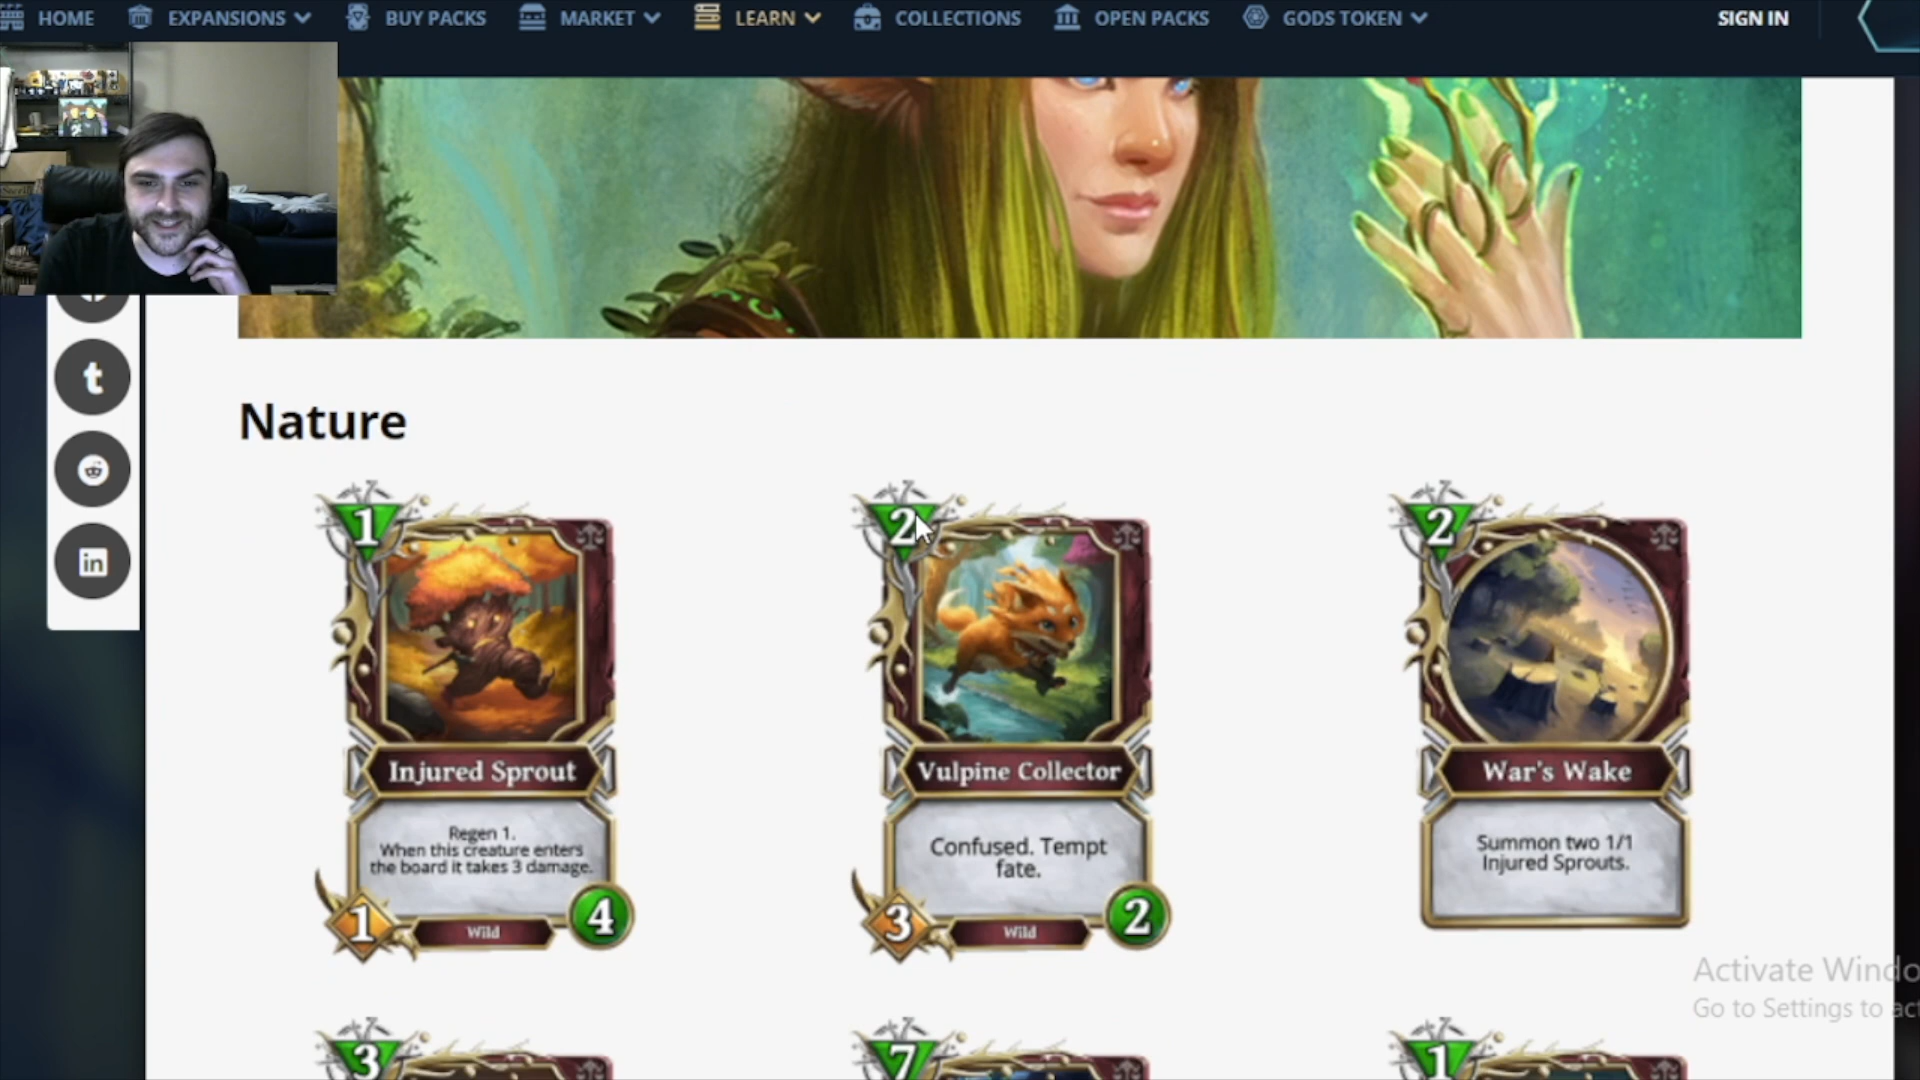 HOME
EXPANSIONS
BUY PACKS
MARKET
LEARN
COLLECTIONS
OPEN PACKS
GODS TOKEN
SIGN IN
t
in
Nature
1
2
2
Injured Sprout
Vulpine Collector
War's Wake
Regen 1.
When this creature enters
the board it takes 3 damage.
Confused. Tempt
fate.
Summon two 1/1
Injured Sprouts.
1
4
Wild
3
2
Wild
Activate Windo
Go to Settings to act
3
7
1